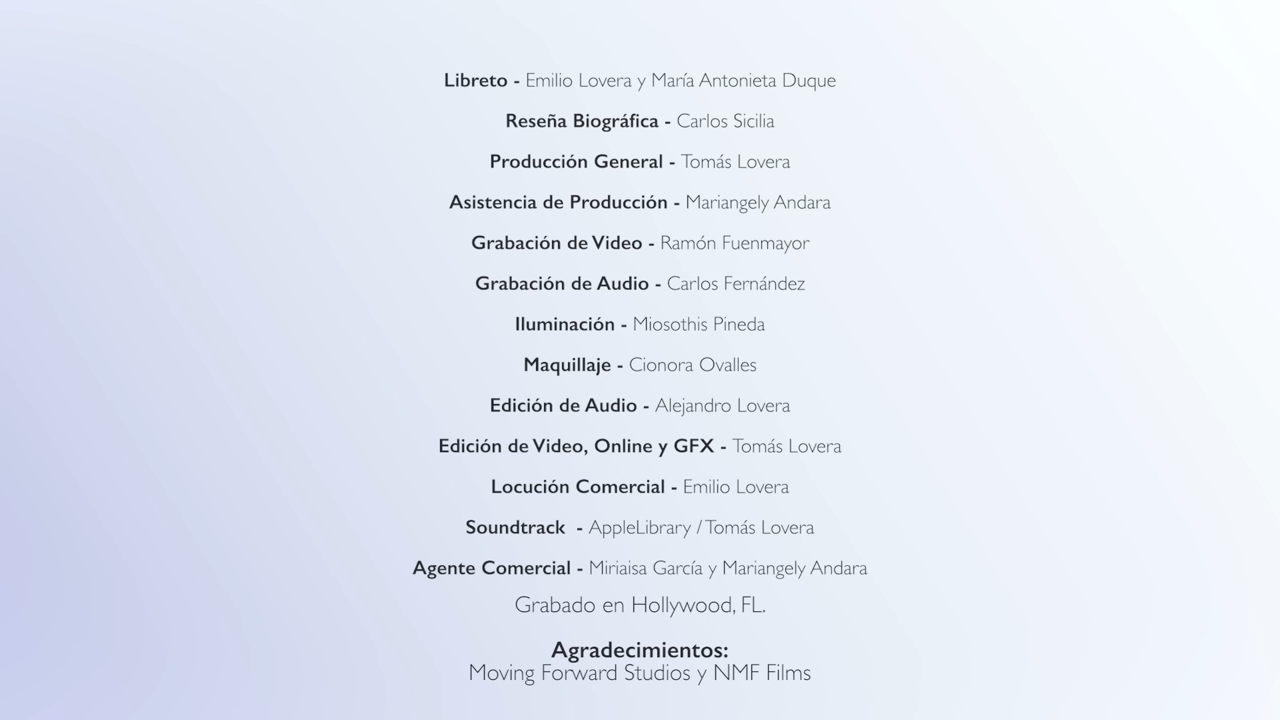 Libreto - Emilio Lovera y María Antonieta Duque
Reseña Biográfica - Carlos Sicilia
Producción General - Tomás Lovera
Asistencia de Producción - Mariangely Andara
Grabación de Video - Ramón Fuenmayor
Grabación de Audio - Carlos Fernández
Iluminación - Miosothis Pineda
Maquillaje - Cionora Ovalles
Edición de Audio - Alejandro Lovera
Edición de Video, Online y GFX - Tomás Lovera
Locución Comercial - Emilio Lovera
Soundtrack  - AppleLibrary / Tomás Lovera
Agente Comercial - Miriaisa García y Mariangely Andara
Grabado en Hollywood, FL.
Agradecimientos:
Moving Forward Studios y NMF Films